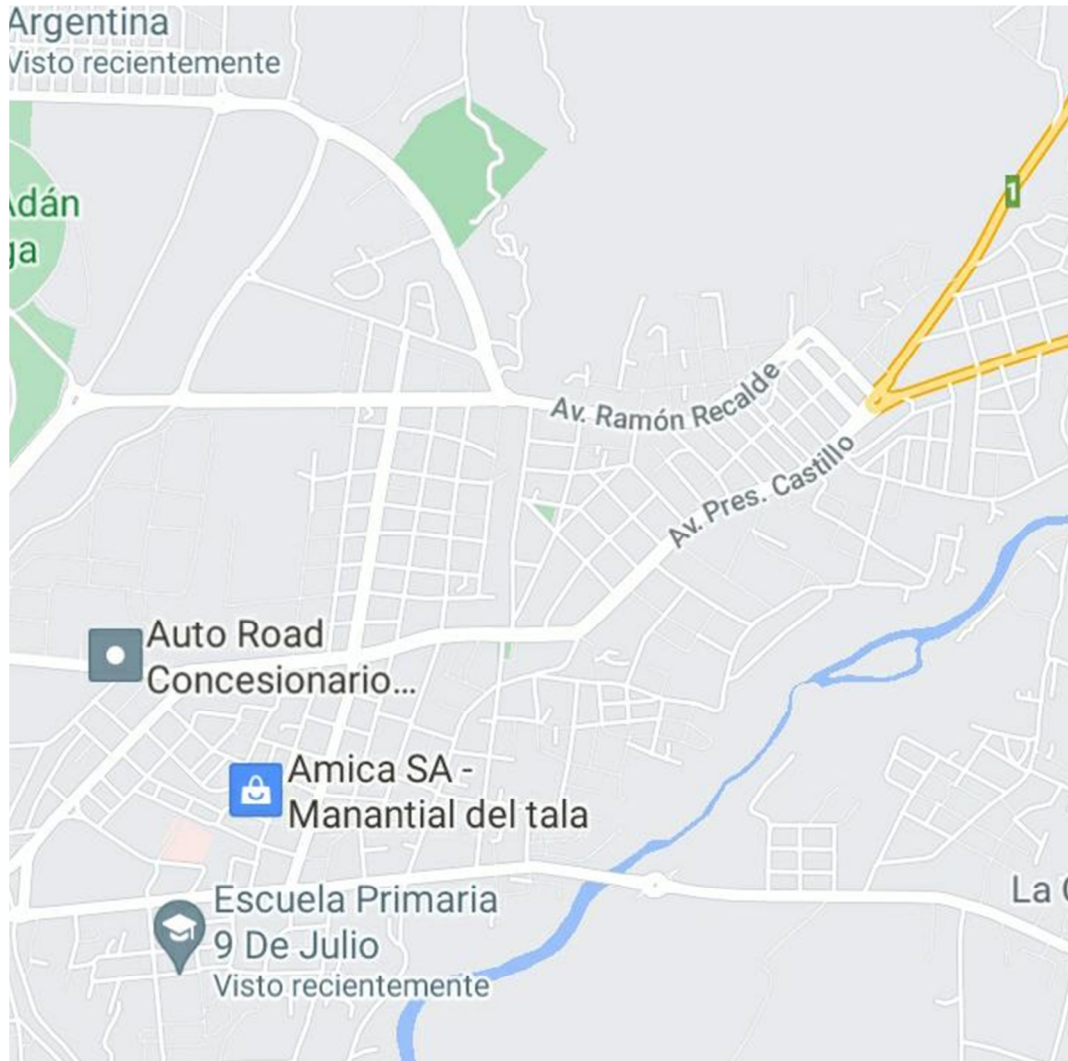 Argentina
Visto recientemente
Adán
ga
1
Av. Ramón Recalde
Av. Pres. Castillo
Auto Road
Concesionario...
Amica SA -
Manantial del tala
Escuela Primaria
9 De Julio
Visto recientemente
La